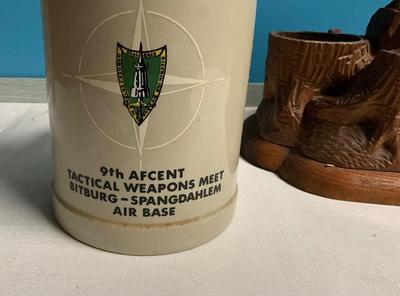 9th AFCENT
TACTICAL WEAPONS MEET
BITBURG - SPANGDAHLEM
AIR BASE